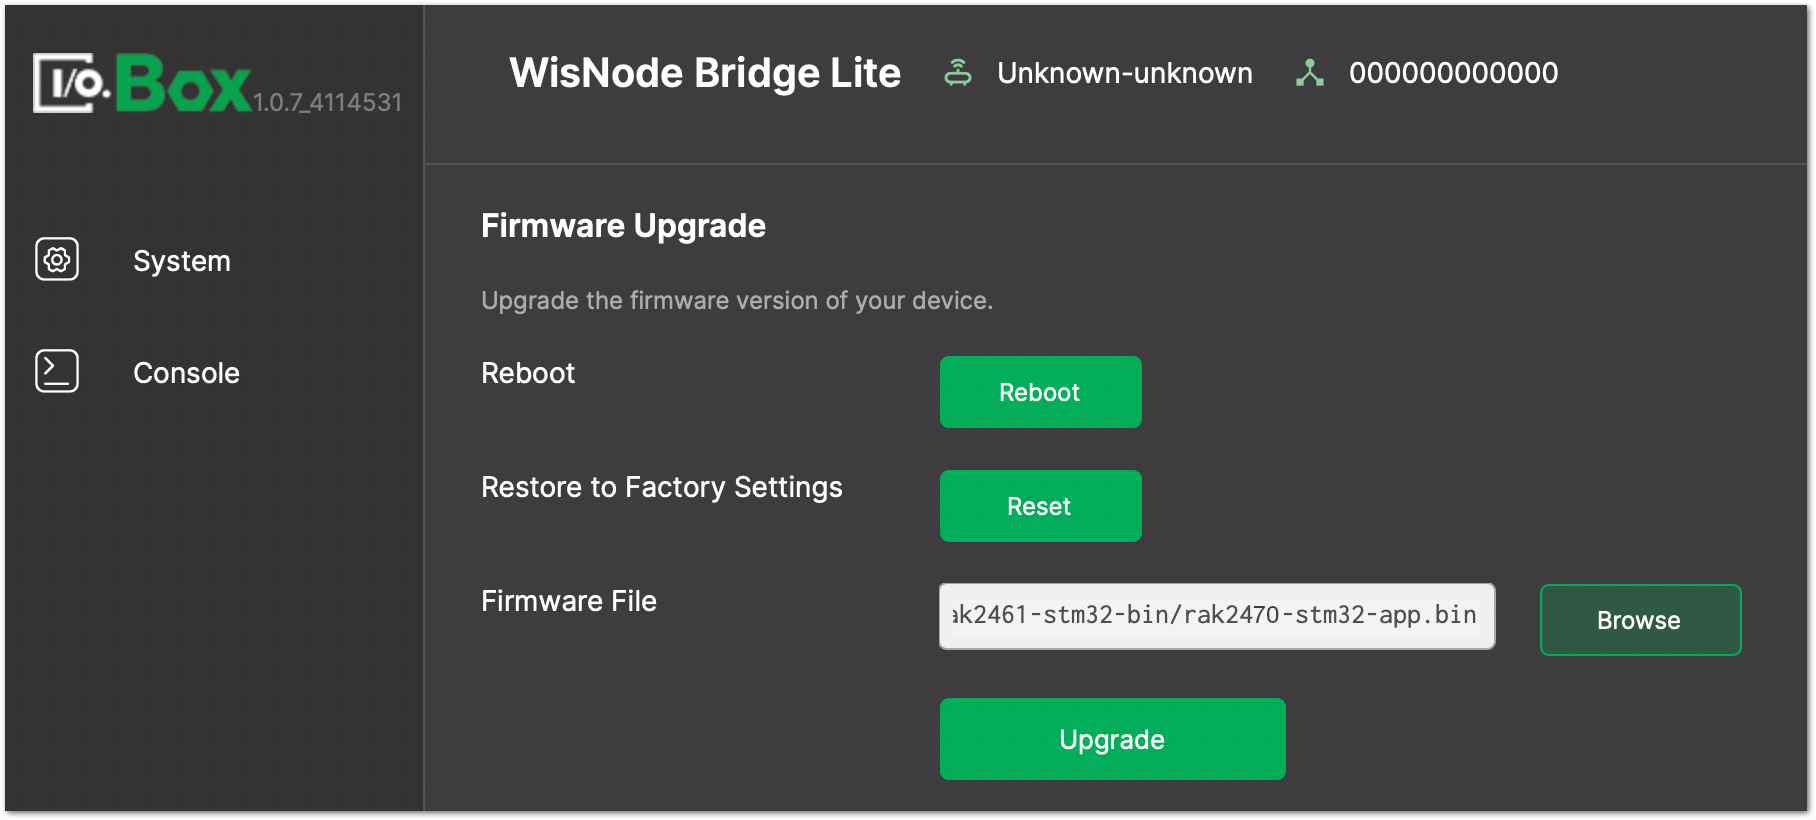 I/O.Box 1.0.7_4114531
WisNode Bridge Lite Unknown-unknown 000000000000
System
Console
Firmware Upgrade
Upgrade the firmware version of your device.
Reboot Reboot
Restore to Factory Settings Reset
Firmware File ak2461-stm32-bin/rak2470-stm32-app.bin Browse
Upgrade